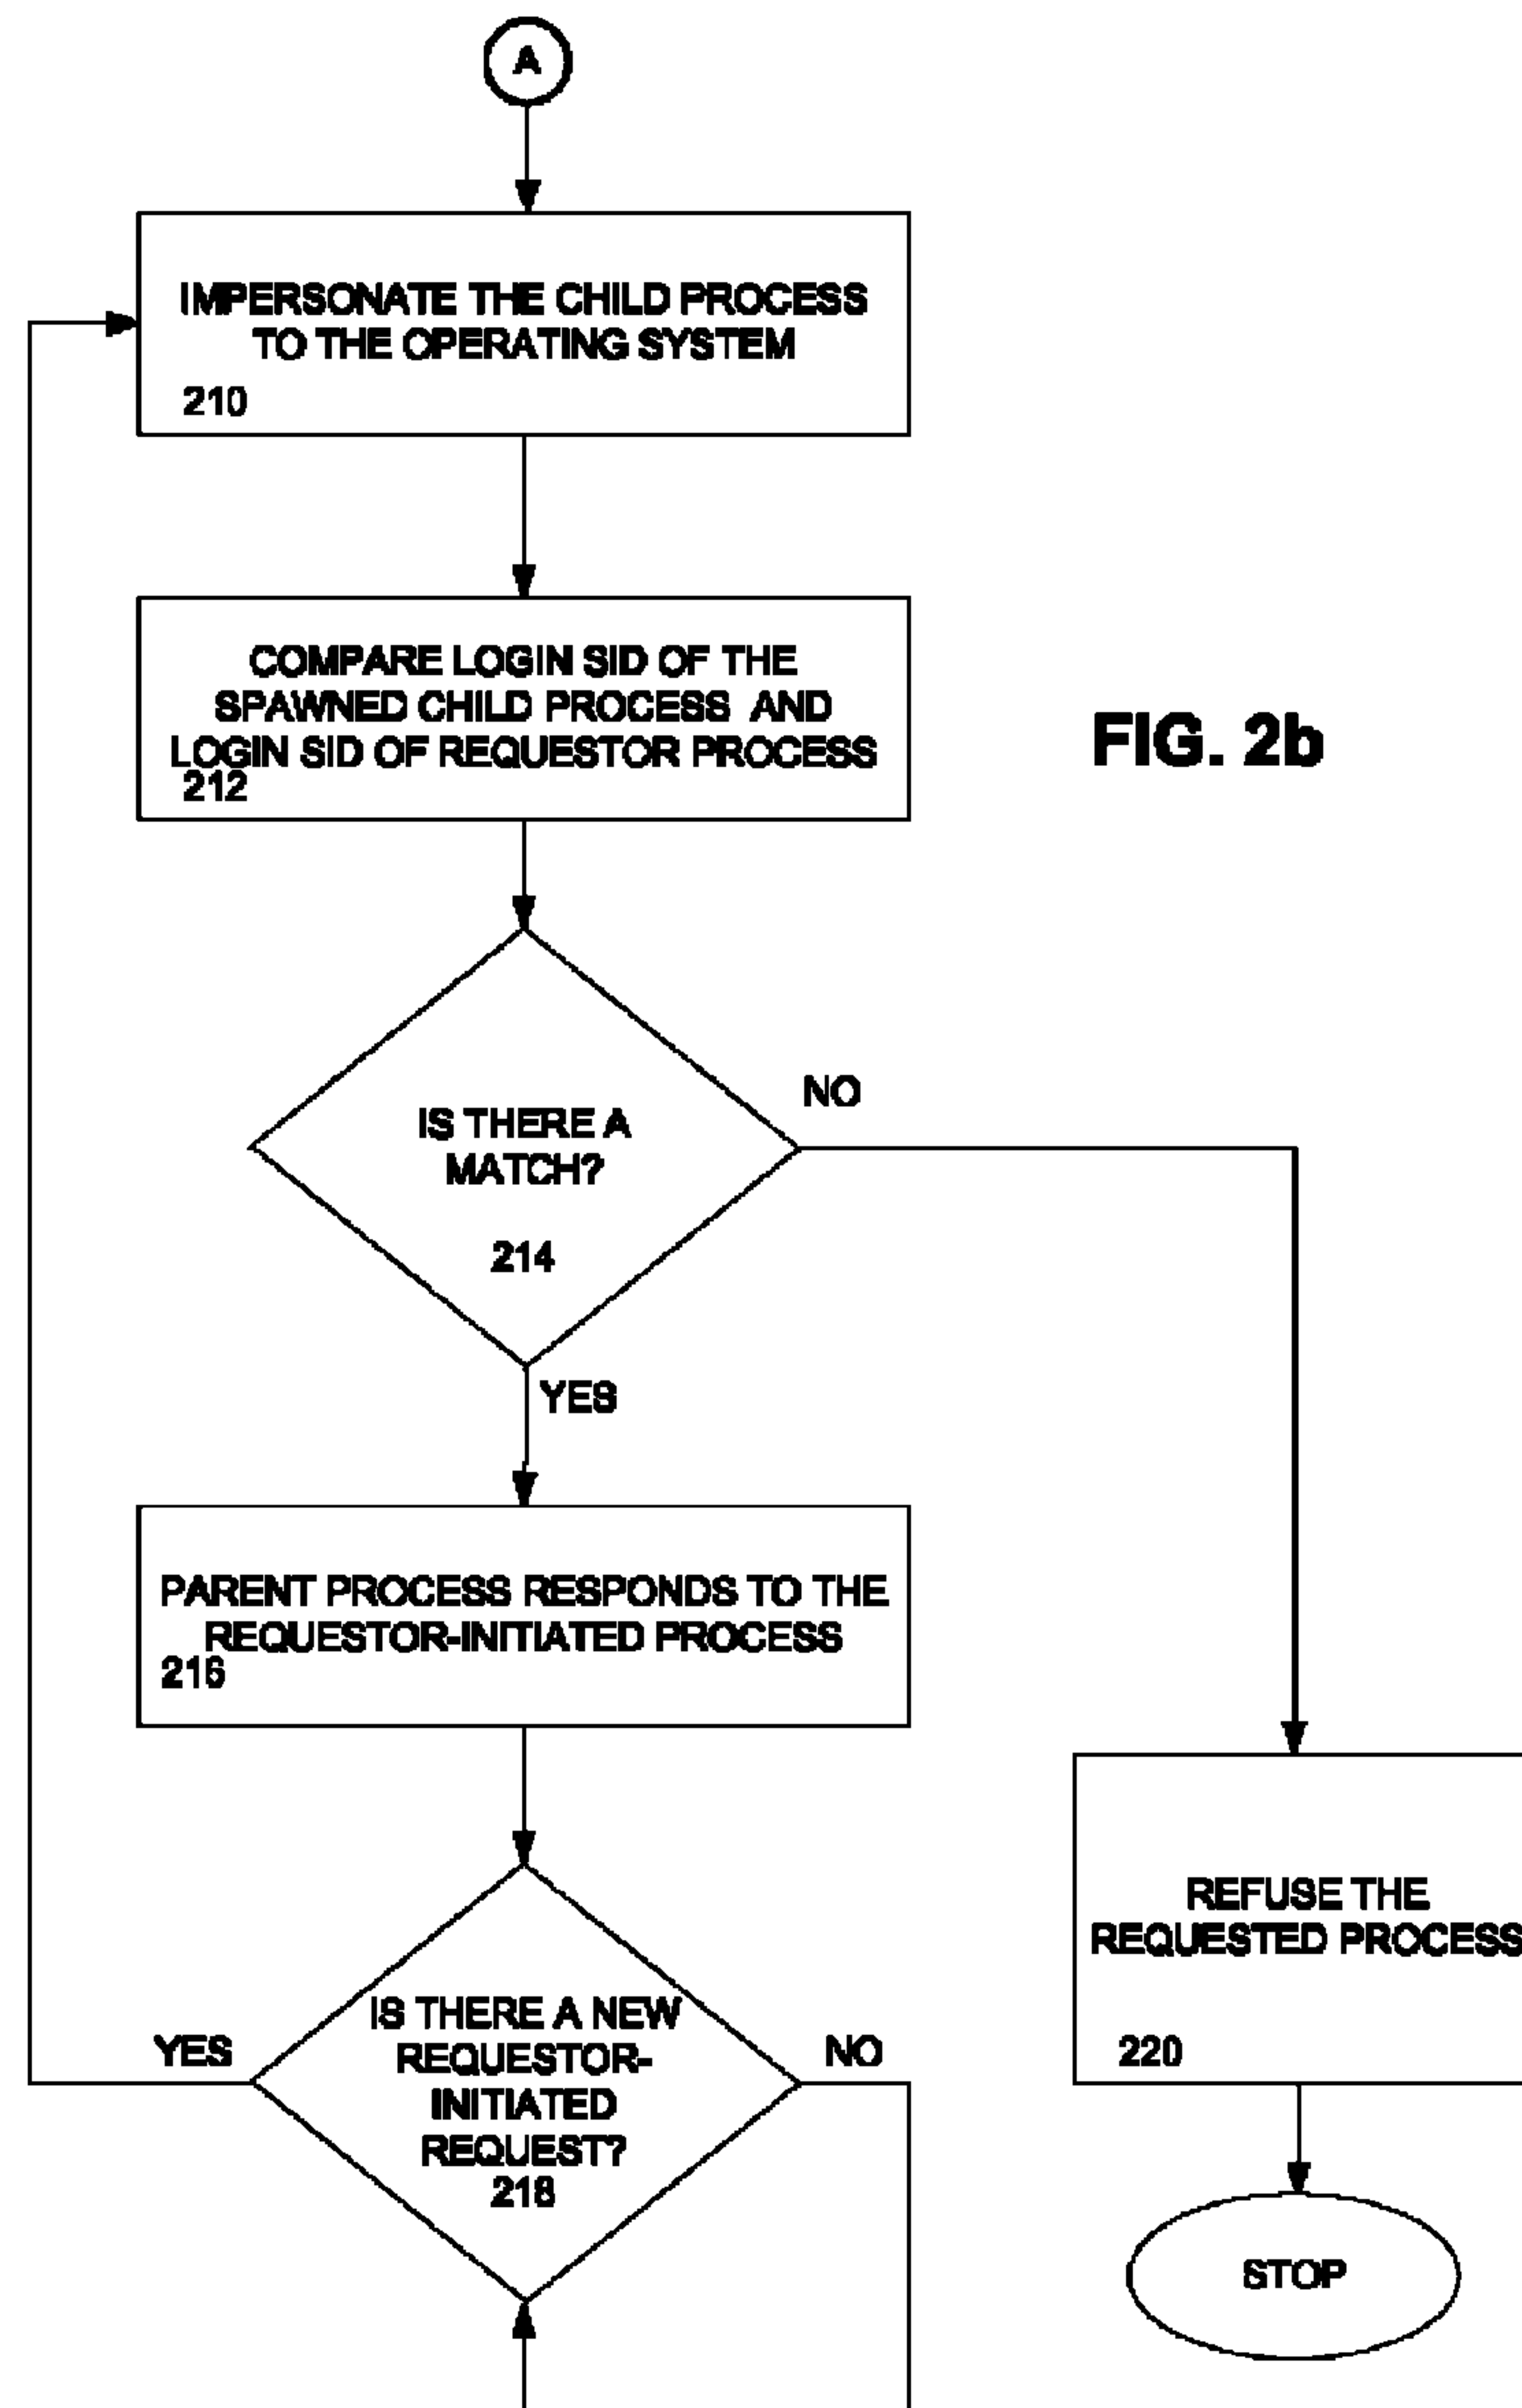 A
IMPERSONATE THE CHILD PROCESS
TO THE OPERATING SYSTEM
210
COMPARE LOGIN SID OF THE
SPAWNED CHILD PROCESS AND
LOGIN SID OF REQUESTOR PROCESS
212
FIG. 2b
NO
IS THERE A
MATCH?
214
YES
PARENT PROCESS RESPONDS TO THE
REQUESTOR-INITIATED PROCESS
216
REFUSE THE
REQUESTED PROCESS
220
IS THERE A NEW
REQUESTOR-
INITIATED
REQUEST?
218
YES
NO
STOP